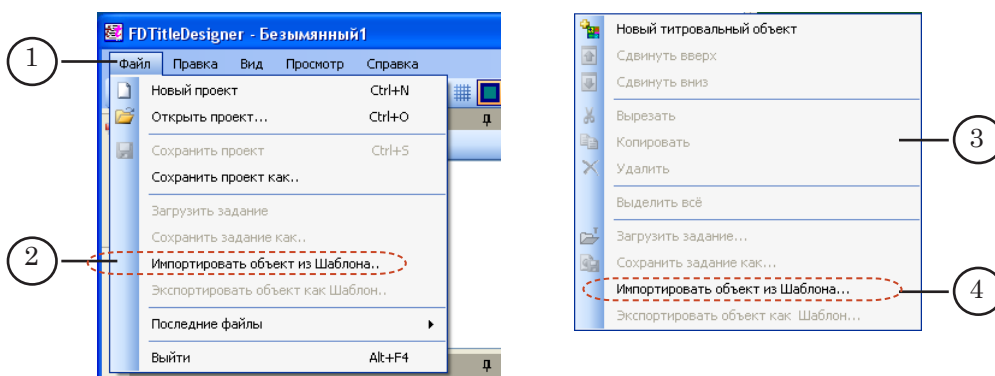 FDTitleDesigner - Безымянный1
1
Файл Правка Вид Просмотр Справка
Новый проект Ctrl+N
Открыть проект... Ctrl+O
Сохранить проект Ctrl+S
Сохранить проект как..
Загрузить задание
Сохранить задание как..
2
Импортировать объект из Шаблона..
Экспортировать объект как Шаблон..
Последние файлы
Выйти Alt+F4
Новый титровальный объект
Сдвинуть вверх
Сдвинуть вниз
Вырезать
Копировать
3
Удалить
Выделить всё
Загрузить задание...
Сохранить задание как...
Импортировать объект из Шаблона...
4
Экспортировать объект как Шаблон...